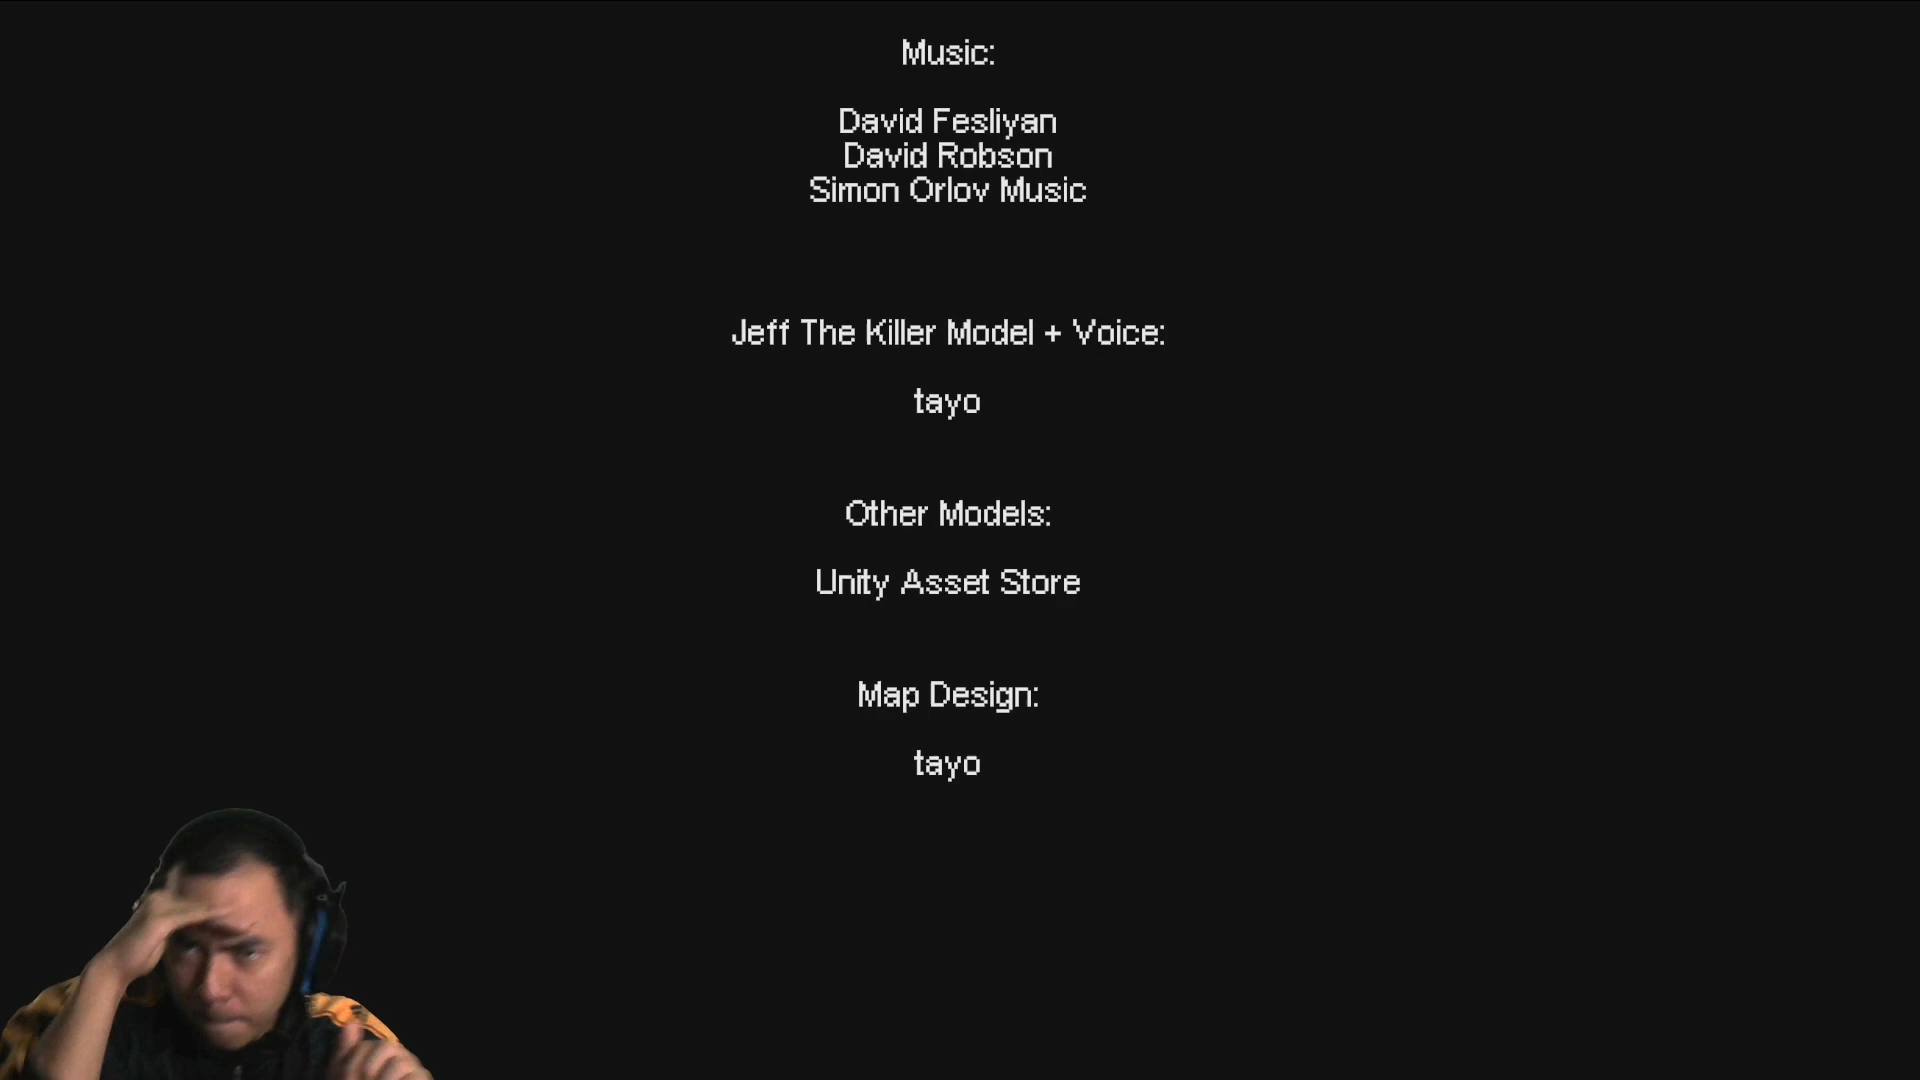 Music:
David Fesliyan
David Robson
Simon Orlov Music
Jeff The Killer Model + Voice:
tayo
Other Models:
Unity Asset Store
Map Design:
tayo